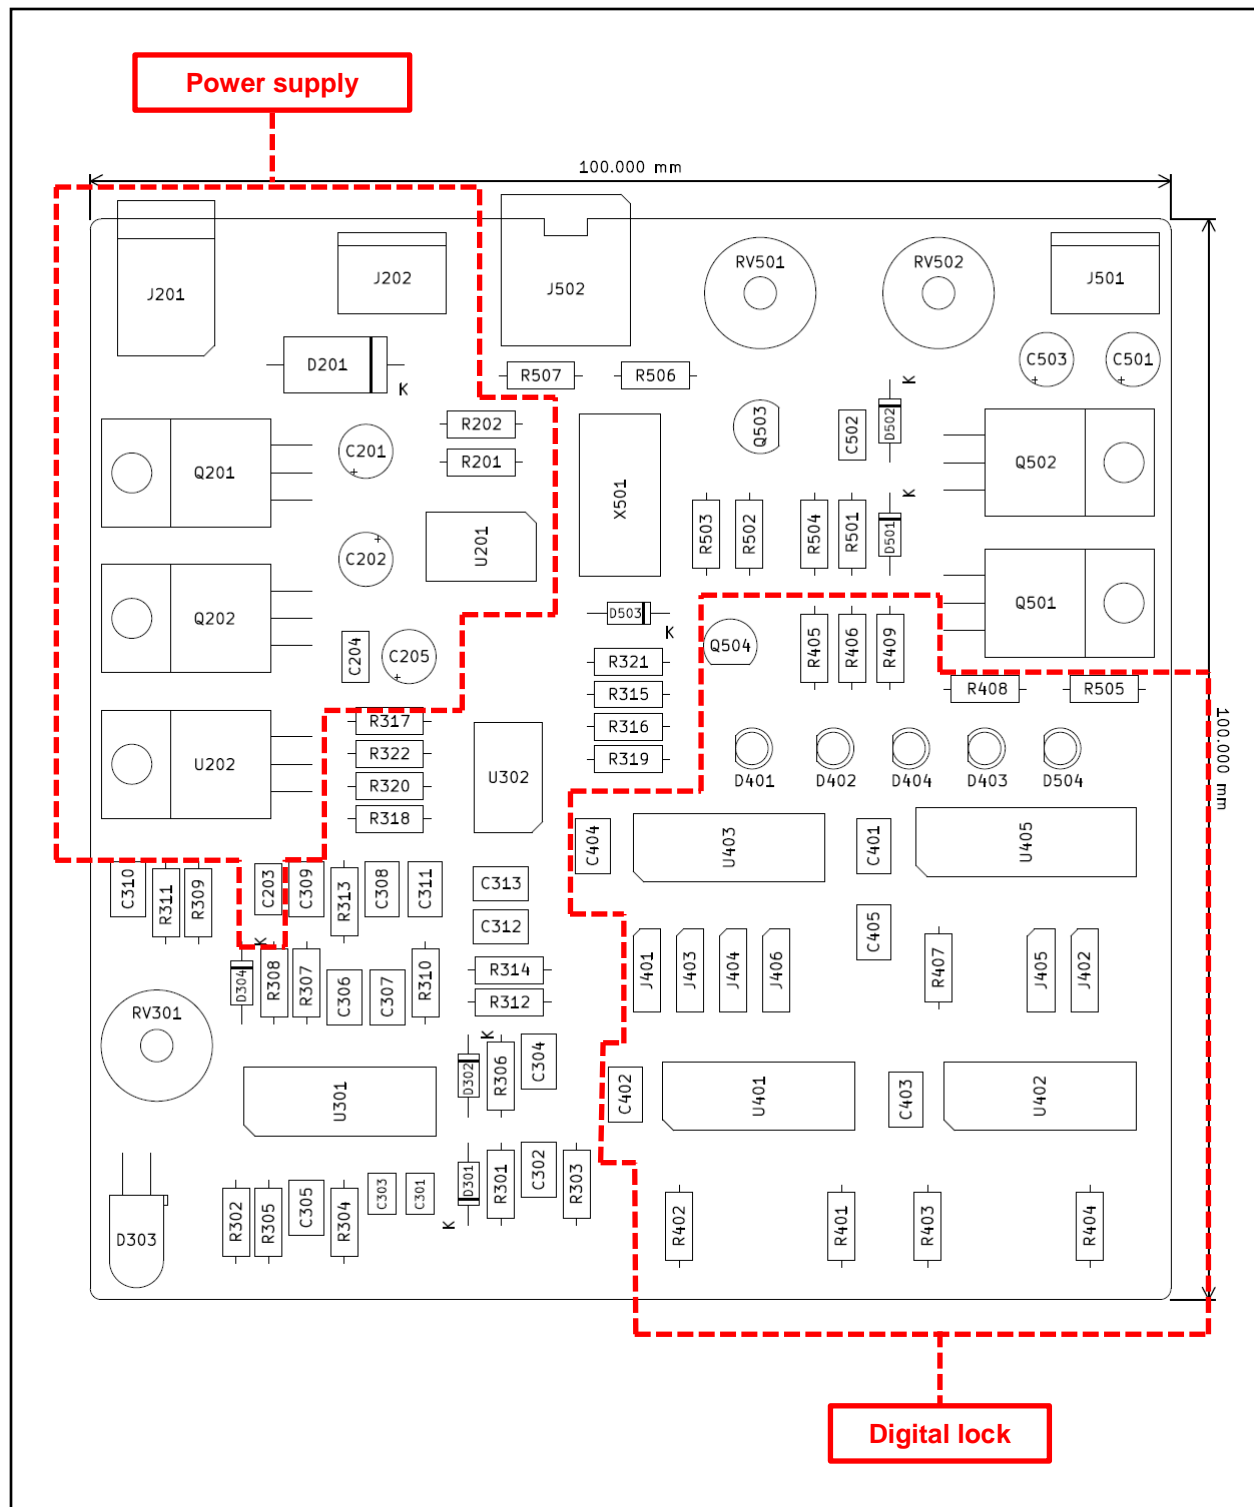 Power supply
100.000 mm
J201
J202
J502
RV501
RV502
J501
D201
K
R507
R506
C503
+
C501
+
K
D502
R202
R201
Q503
C502
Q201
C201
+
Q502
X501
K
U201
R503
R502
R504
R501
D501
C202
+
Q202
D503
K
Q501
C204
C205
+
R321
Q504
R405
R406
R409
R315
R408
R505
R317
R316
R322
R319
U202
R320
U302
R318
D401
D402
D404
D403
D504
100.000 mm
C404
U403
C401
U405
C310
R311
R309
C203
C309
R313
C308
C311
C313
C312
C405
K
D304
R308
R307
C306
C307
R310
R314
R312
J401
J403
J404
J406
R407
J405
J402
RV301
K
D302
R306
C304
U301
C402
U401
C403
U402
D301
K
R301
C302
R303
R302
R305
C305
R304
C303
C301
D303
R402
R401
R403
R404
Digital lock